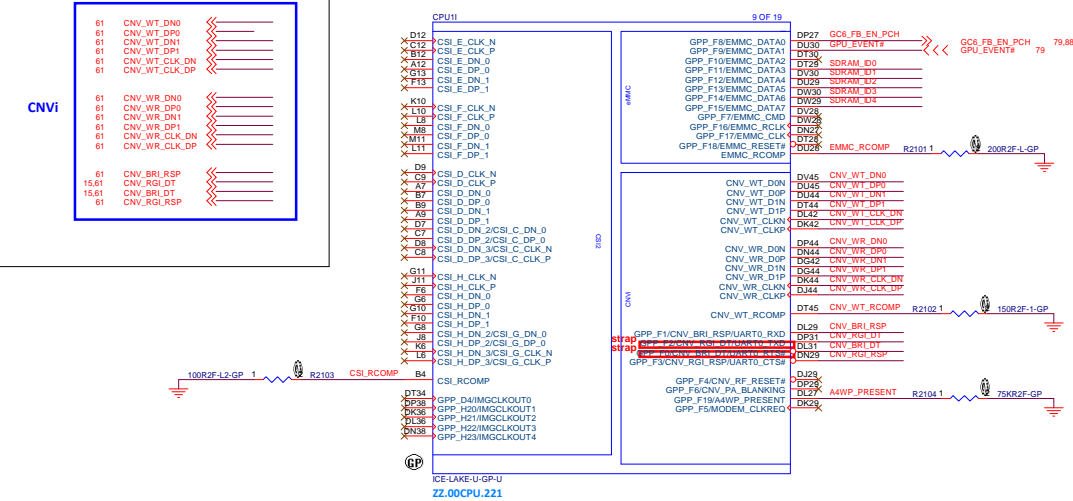 CNVi
61 CNV_WT_DN0
61 CNV_WT_DP0
61 CNV_WT_DN1
61 CNV_WT_DP1
61 CNV_WT_CLK_DN
61 CNV_WT_CLK_DP
61 CNV_WR_DN0
61 CNV_WR_DP0
61 CNV_WR_DN1
61 CNV_WR_DP1
61 CNV_WR_CLK_DN
61 CNV_WR_CLK_DP
61 CNV_BRI_RSP
15,61 CNV_RGI_DT
15,61 CNV_BRI_DT
61 CNV_RGI_RSP
CPU1I 9 OF 19
D12 CSI_E_CLK_N
C12 CSI_E_CLK_P
B12 CSI_E_DN_0
A12 CSI_E_DP_0
G13 CSI_E_DN_1
F13 CSI_E_DP_1
K10 CSI_F_CLK_N
L10 CSI_F_CLK_P
L8 CSI_F_DN_0
M8 CSI_F_DP_0
M11 CSI_F_DN_1
L11 CSI_F_DP_1
D9 CSI_D_CLK_N
C9 CSI_D_CLK_P
A7 CSI_D_DN_0
B7 CSI_D_DP_0
B9 CSI_D_DN_1
A9 CSI_D_DP_1
D7 CSI_D_DN_2/CSI_C_DN_0
C7 CSI_D_DP_2/CSI_C_DP_0
D8 CSI_D_DN_3/CSI_C_CLK_N
C8 CSI_D_DP_3/CSI_C_CLK_P
G11 CSI_H_CLK_N
J11 CSI_H_CLK_P
F6 CSI_H_DN_0
G6 CSI_H_DP_0
G10 CSI_H_DN_1
F10 CSI_H_DP_1
G8 CSI_H_DN_2/CSI_G_DN_0
J8 CSI_H_DP_2/CSI_G_DP_0
K6 CSI_H_DN_3/CSI_G_CLK_N
L6 CSI_H_DP_3/CSI_G_CLK_P
100R2F-L2-GP 1 R2103 CSI_RCOMP B4 CSI_RCOMP
DT34 GPP_D4/IMGCLKOUT0
DP38 GPP_H20/IMGCLKOUT1
DK36 GPP_H21/IMGCLKOUT2
DL36 GPP_H22/IMGCLKOUT3
DN38 GPP_H23/IMGCLKOUT4
CSI2
eMMC
GPP_F8/EMMC_DATA0 DP27 GC6_FB_EN_PCH GC6_FB_EN_PCH 79,88
GPP_F9/EMMC_DATA1 DU30 GPU_EVENT# GPU_EVENT# 79
GPP_F10/EMMC_DATA2 DT30
GPP_F11/EMMC_DATA3 DT29 SDRAM_ID0
GPP_F12/EMMC_DATA4 DV30 SDRAM_ID1
GPP_F13/EMMC_DATA5 DU29 SDRAM_ID2
GPP_F14/EMMC_DATA6 DW30 SDRAM_ID3
GPP_F15/EMMC_DATA7 DW29 SDRAM_ID4
GPP_F7/EMMC_CMD DV28
GPP_F16/EMMC_RCLK DW28
GPP_F17/EMMC_CLK DN27
GPP_F18/EMMC_RESET# DT28
EMMC_RCOMP DU28 EMMC_RCOMP R2101 1 200R2F-L-GP
CNVi
CNV_WT_D0N DV45 CNV_WT_DN0
CNV_WT_D0P DU45 CNV_WT_DP0
CNV_WT_D1N DU44 CNV_WT_DN1
CNV_WT_D1P DT44 CNV_WT_DP1
CNV_WT_CLKN DL42 CNV_WT_CLK_DN
CNV_WT_CLKP DK42 CNV_WT_CLK_DP
CNV_WR_D0N DP44 CNV_WR_DN0
CNV_WR_D0P DN44 CNV_WR_DP0
CNV_WR_D1N DG42 CNV_WR_DN1
CNV_WR_D1P DG44 CNV_WR_DP1
CNV_WR_CLKN DK44 CNV_WR_CLK_DN
CNV_WR_CLKP DJ44 CNV_WR_CLK_DP
CNV_WT_RCOMP DT45 CNV_WT_RCOMP R2102 1 150R2F-1-GP
GPP_F1/CNV_BRI_RSP/UART0_RXD DL29 CNV_BRI_RSP
strap GPP_F2/CNV_RGI_DT/UART0_TXD DP31 CNV_RGI_DT
strap GPP_F0/CNV_BRI_DT/UART0_RTS# DL31 CNV_BRI_DT
GPP_F3/CNV_RGI_RSP/UART0_CTS# DN29 CNV_RGI_RSP
GPP_F4/CNV_RF_RESET# DJ29
GPP_F6/CNV_PA_BLANKING DP29
GPP_F19/A4WP_PRESENT DL27 A4WP_PRESENT R2104 1 75KR2F-GP
GPP_F5/MODEM_CLKREQ DK29
GP
ICE-LAKE-U-GP-U
ZZ.00CPU.221